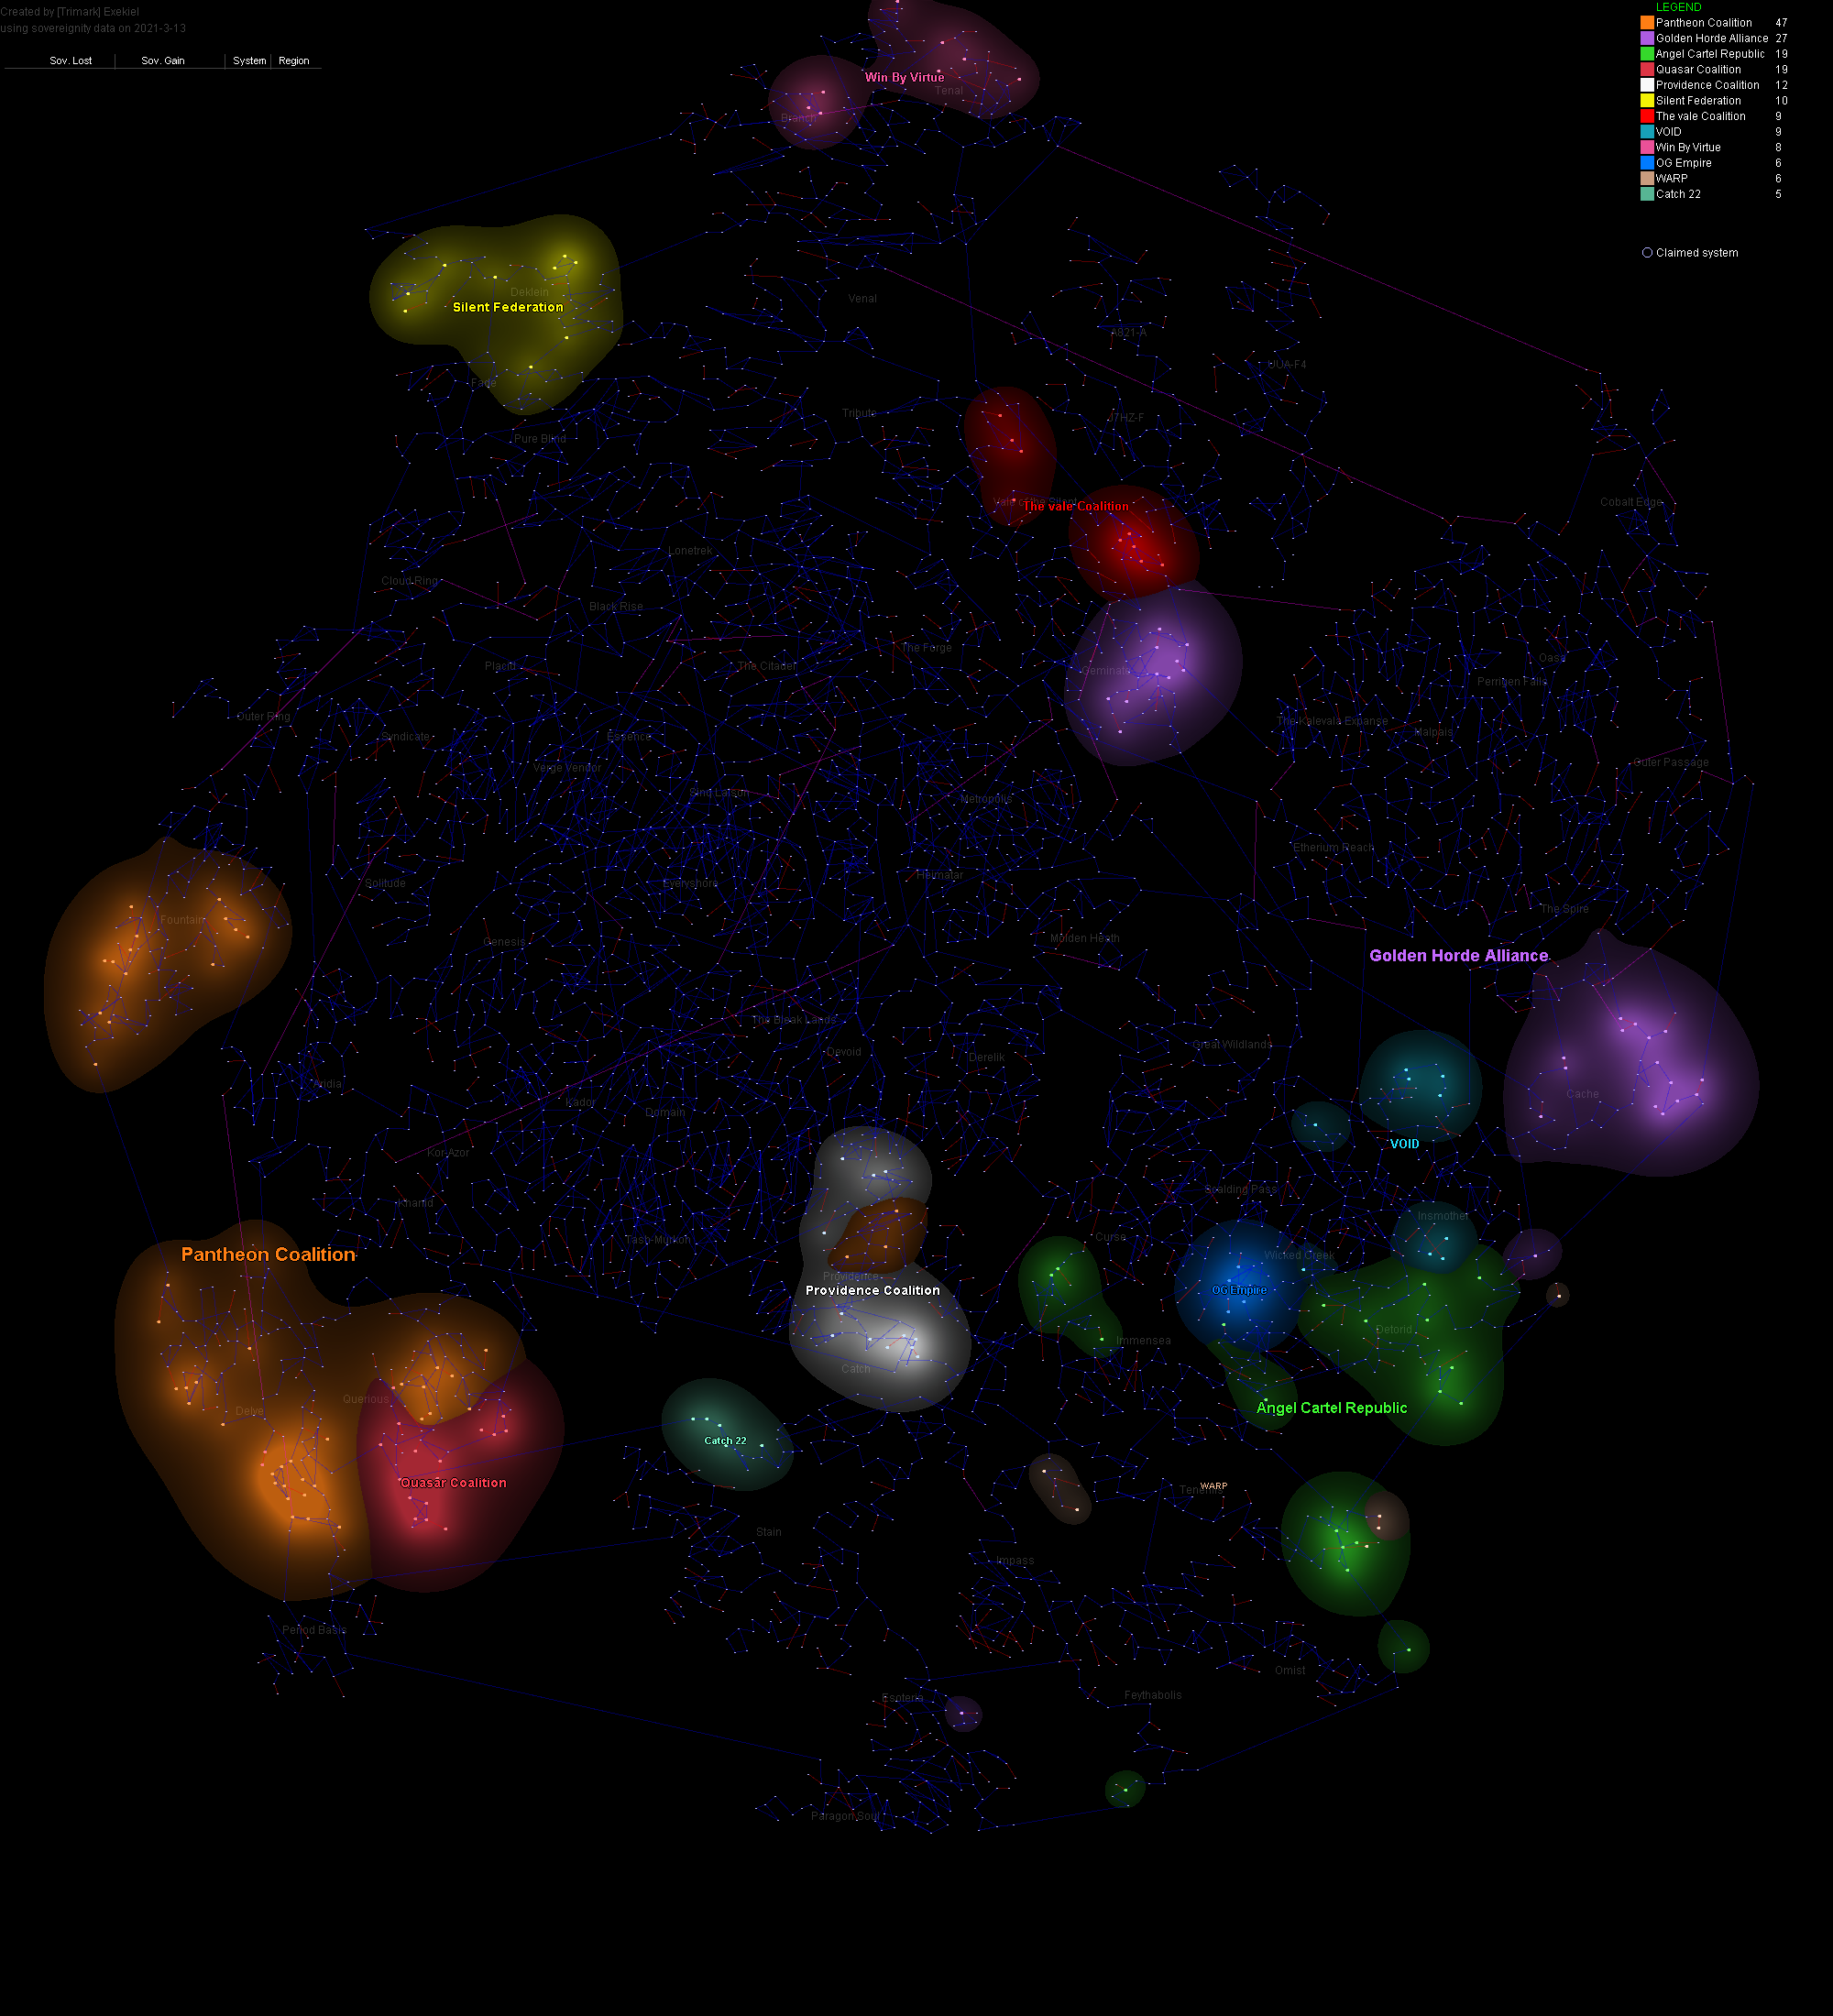 Created by [Trimark] Exekiel
using sovereignity data on 2021-3-13
Sov. Lost Sov. Gain System Region
LEGEND
Pantheon Coalition 47
Golden Horde Alliance 27
Angel Cartel Republic 19
Quasar Coalition 19
Providence Coalition 12
Silent Federation 10
The vale Coalition 9
VOID 9
Win By Virtue 8
OG Empire 6
WARP 6
Catch 22 5
Claimed system
Win By Virtue
Tenal
Branch
Deklein
Silent Federation
Venal
A821-A
UUA-F4
Fade
Tribute
J7HZ-F
Pure Blind
Vale of the Silent
The vale Coalition
Cobalt Edge
Lonetrek
Cloud Ring
Black Rise
The Forge
The Citadel
Placid
Geminate
Oasa
Perrigen Falls
Outer Ring
The Kalevala Expanse
Malpais
Syndicate
Essence
Outer Passage
Verge Vendor
Sinq Laison
Metropolis
Etherium Reach
Solitude
Everyshore
Heimatar
The Spire
Fountain
Genesis
Molden Heath
Golden Horde Alliance
The Bleak Lands
Devoid
Derelik
Great Wildlands
Aridia
Kador
Domain
Cache
VOID
Kor-Azor
Khanid
Scalding Pass
Insmother
Tash-Murkon
Curse
Wicked Creek
Pantheon Coalition
Providence
Providence Coalition
OG Empire
Detorid
Immensea
Catch
Querious
Delve
Angel Cartel Republic
Catch 22
Quasar Coalition
WARP
Tenerifis
Stain
Impass
Period Basis
Omist
Esoteria
Feythabolis
Paragon Soul